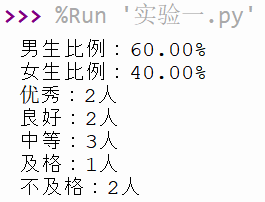 >>> %Run '实验一.py'
男生比例：60.00%
女生比例：40.00%
优秀：2人
良好：2人
中等：3人
及格：1人
不及格：2人